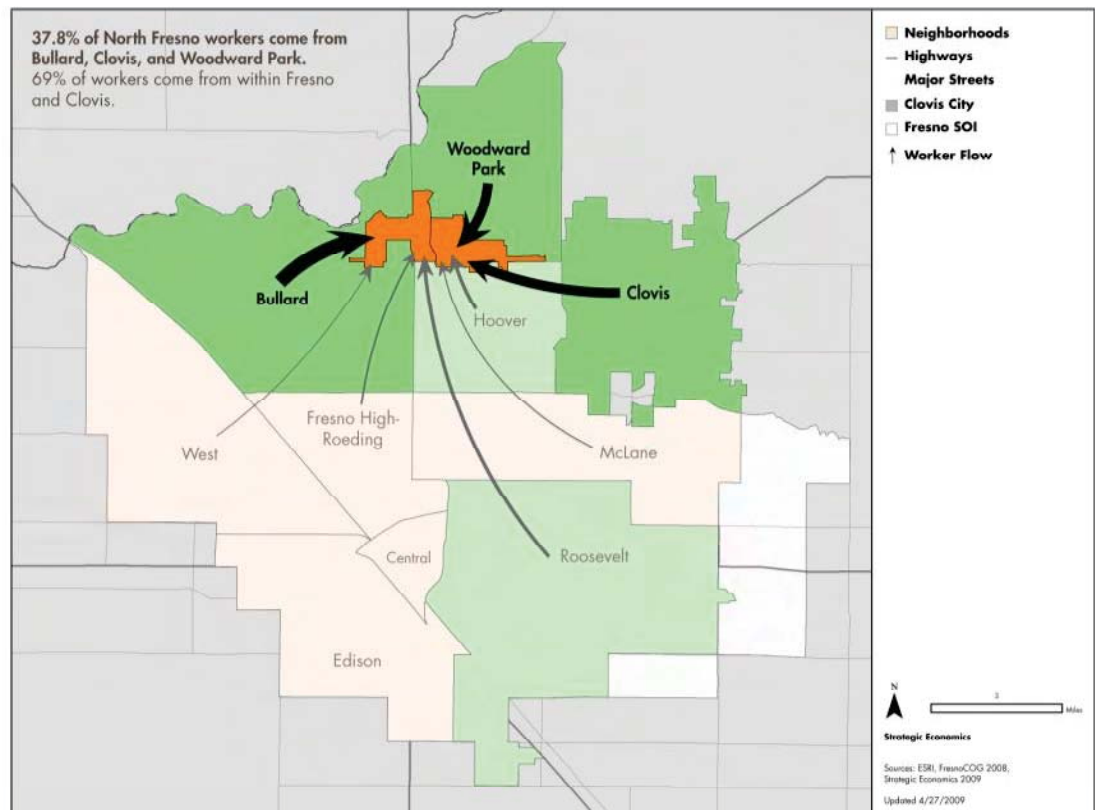 37.8% of North Fresno workers come from
Bullard, Clovis, and Woodward Park.
69% of workers come from within Fresno
and Clovis.
Neighborhoods
Highways
Major Streets
Clovis City
Fresno SOI
Worker Flow
Woodward
Park
Bullard
Clovis
Hoover
Fresno High-
Roeding
West
McLane
Central
Roosevelt
Edison
N
3
Miles
Strategic Economics
Sources: ESRI, FresnoCOG 2008,
Strategic Economics 2009
Updated 4/27/2009